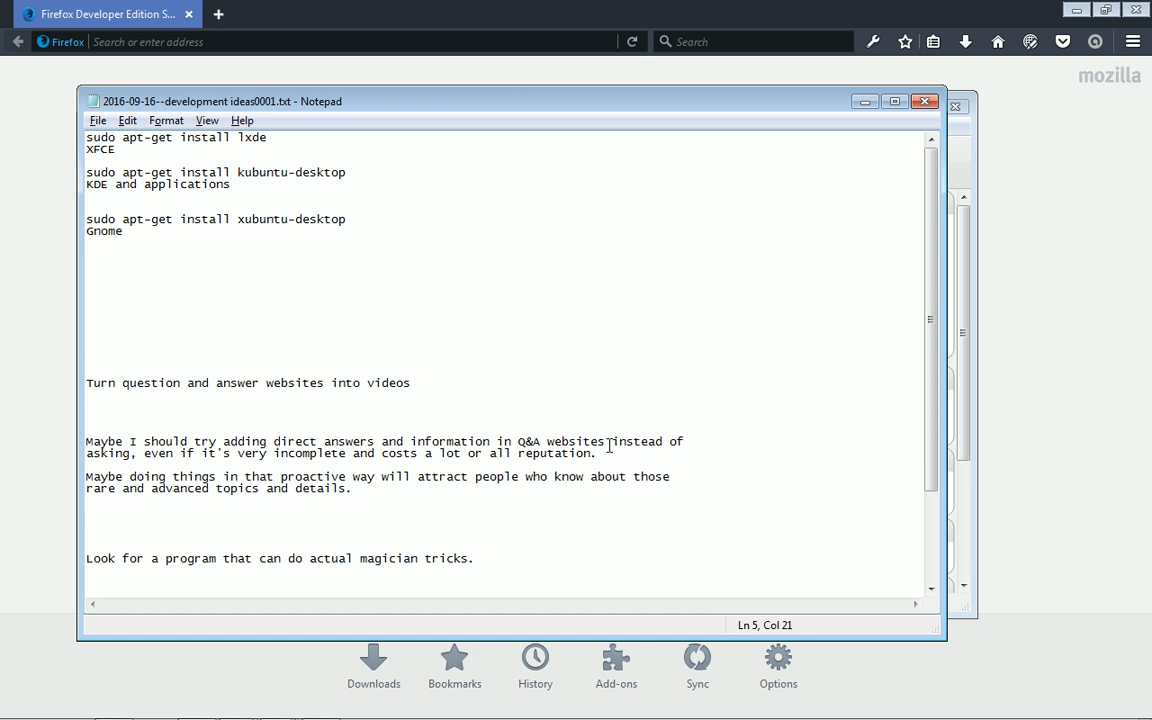 Firefox Developer Edition S...
Firefox
Search or enter address
Search
mozilla
2016-09-16--development ideas0001.txt - Notepad
File Edit Format View Help
sudo apt-get install lxde
XFCE
sudo apt-get install kubuntu-desktop
KDE and applications
sudo apt-get install xubuntu-desktop
Gnome
Turn question and answer websites into videos
Maybe I should try adding direct answers and information in Q&A websites instead of
asking, even if it's very incomplete and costs a lot or all reputation.
Maybe doing things in that proactive way will attract people who know about those
rare and advanced topics and details.
Look for a program that can do actual magician tricks.
Ln 5, Col 21
Downloads Bookmarks History Add-ons Sync Options